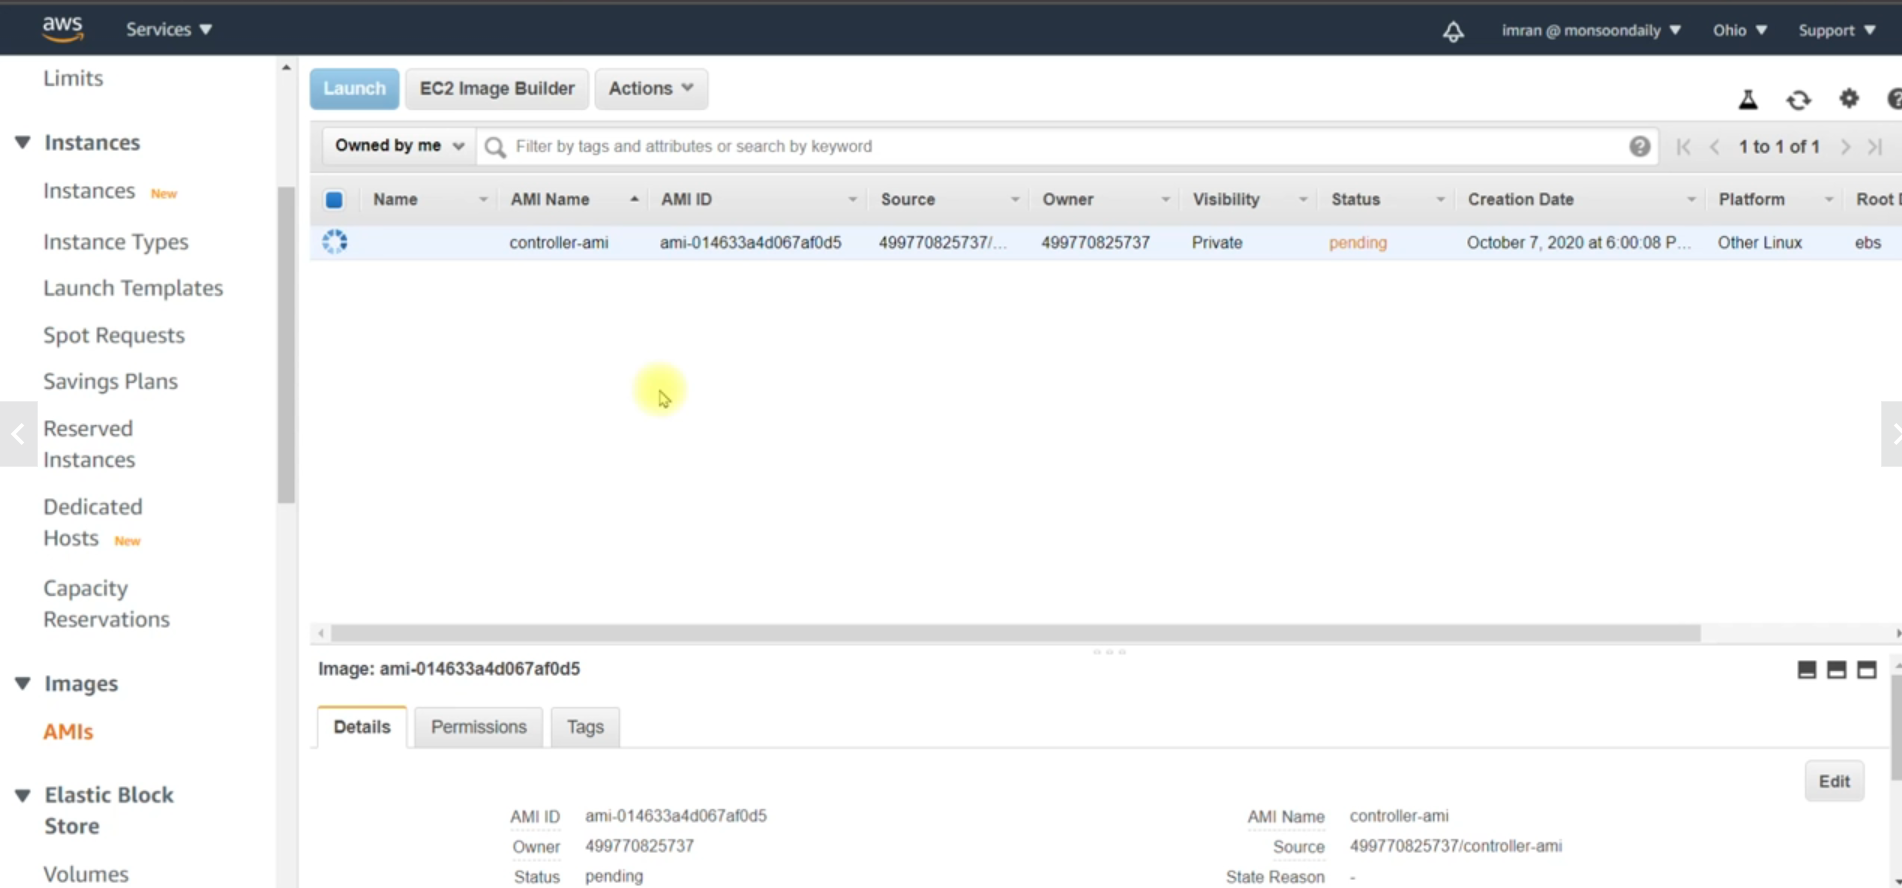 aws
Services
imran @ monsoondaily
Ohio
Support
Limits
Instances
Instances New
Instance Types
Launch Templates
Spot Requests
Savings Plans
Reserved
Instances
Dedicated
Hosts New
Capacity
Reservations
Images
AMIs
Elastic Block
Store
Volumes
Launch
EC2 Image Builder
Actions
Owned by me
Filter by tags and attributes or search by keyword
1 to 1 of 1
Name AMI Name AMI ID Source Owner Visibility Status Creation Date Platform Root
controller-ami ami-014633a4d067af0d5 499770825737/... 499770825737 Private pending October 7, 2020 at 6:00:08 P... Other Linux ebs
Image: ami-014633a4d067af0d5
Details
Permissions
Tags
Edit
AMI ID ami-014633a4d067af0d5
AMI Name controller-ami
Owner 499770825737
Source 499770825737/controller-ami
Status pending
State Reason -